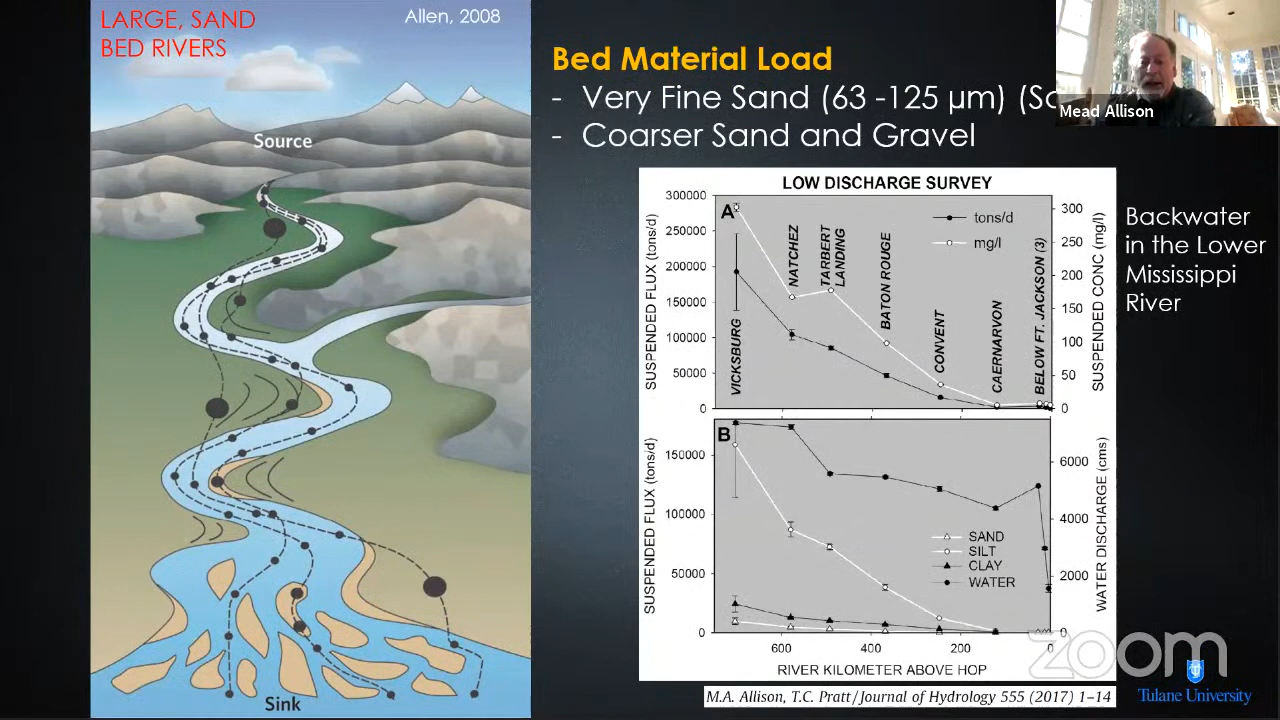 LARGE, SAND
BED RIVERS
Allen, 2008
Source
Sink
Bed Material Load
- Very Fine Sand (63 -125 µm)
- Coarser Sand and Gravel
Mead Allison
LOW DISCHARGE SURVEY
A
tons/d
mg/l
SUSPENDED FLUX (tons/d)
300000
250000
200000
150000
100000
50000
0
SUSPENDED CONC (mg/l)
300
250
200
150
100
50
0
VICKSBURG
NATCHEZ
TARBERT
LANDING
BATON ROUGE
CONVENT
CAERNARVON
BELOW FT. JACKSON (3)
B
SAND
SILT
CLAY
WATER
SUSPENDED FLUX (tons/d)
150000
100000
50000
0
WATER DISCHARGE (cms)
6000
4000
2000
0
600
400
200
0
RIVER KILOMETER ABOVE HOP
M.A. Allison, T.C. Pratt/Journal of Hydrology 555 (2017) 1–14
Backwater
in the Lower
Mississippi
River
zoom
Tulane University